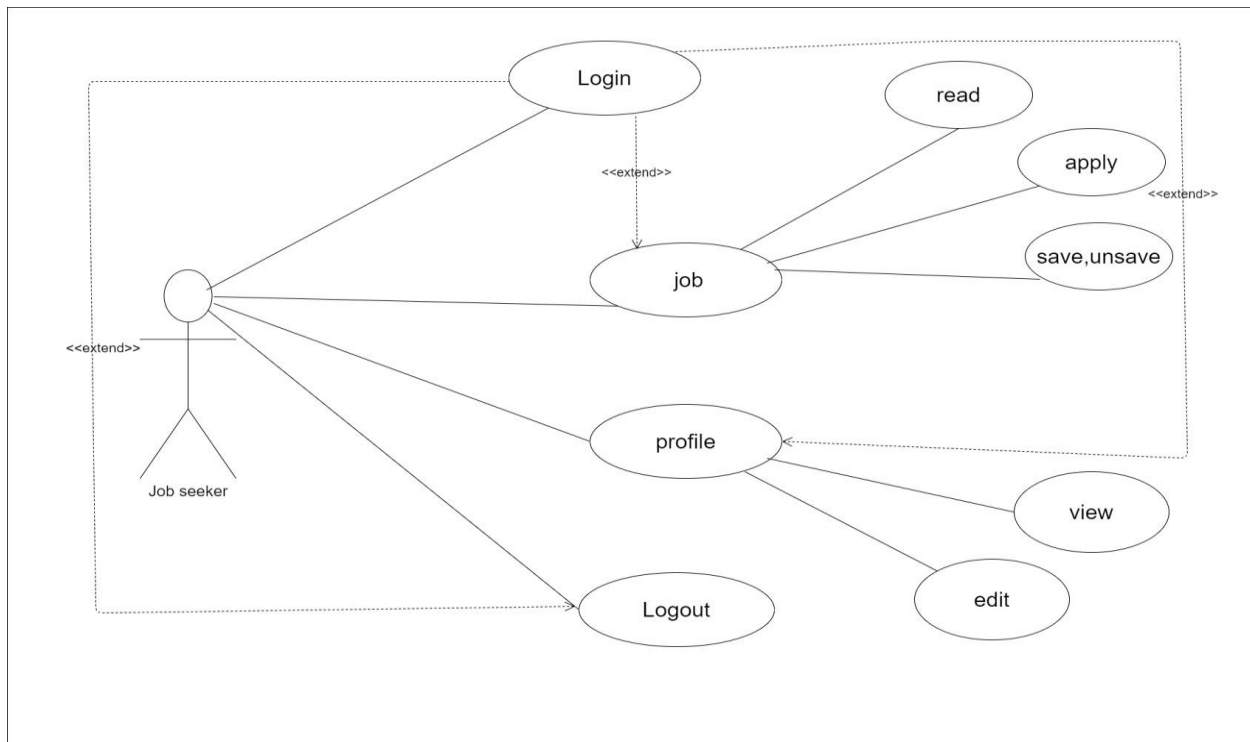 Login
read
apply
<<extend>>
<<extend>>
save,unsave
job
<<extend>>
profile
Job seeker
view
edit
Logout